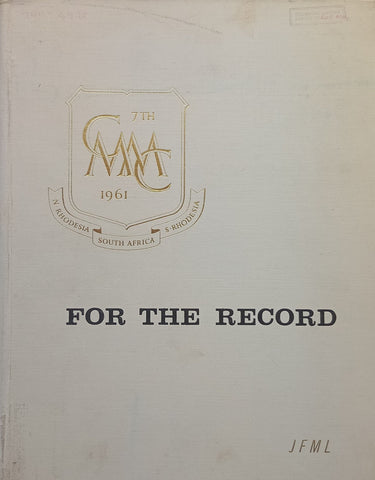 7TH
CMMC
1961
N. RHODESIA
SOUTH AFRICA
S. RHODESIA
FOR THE RECORD
JFML